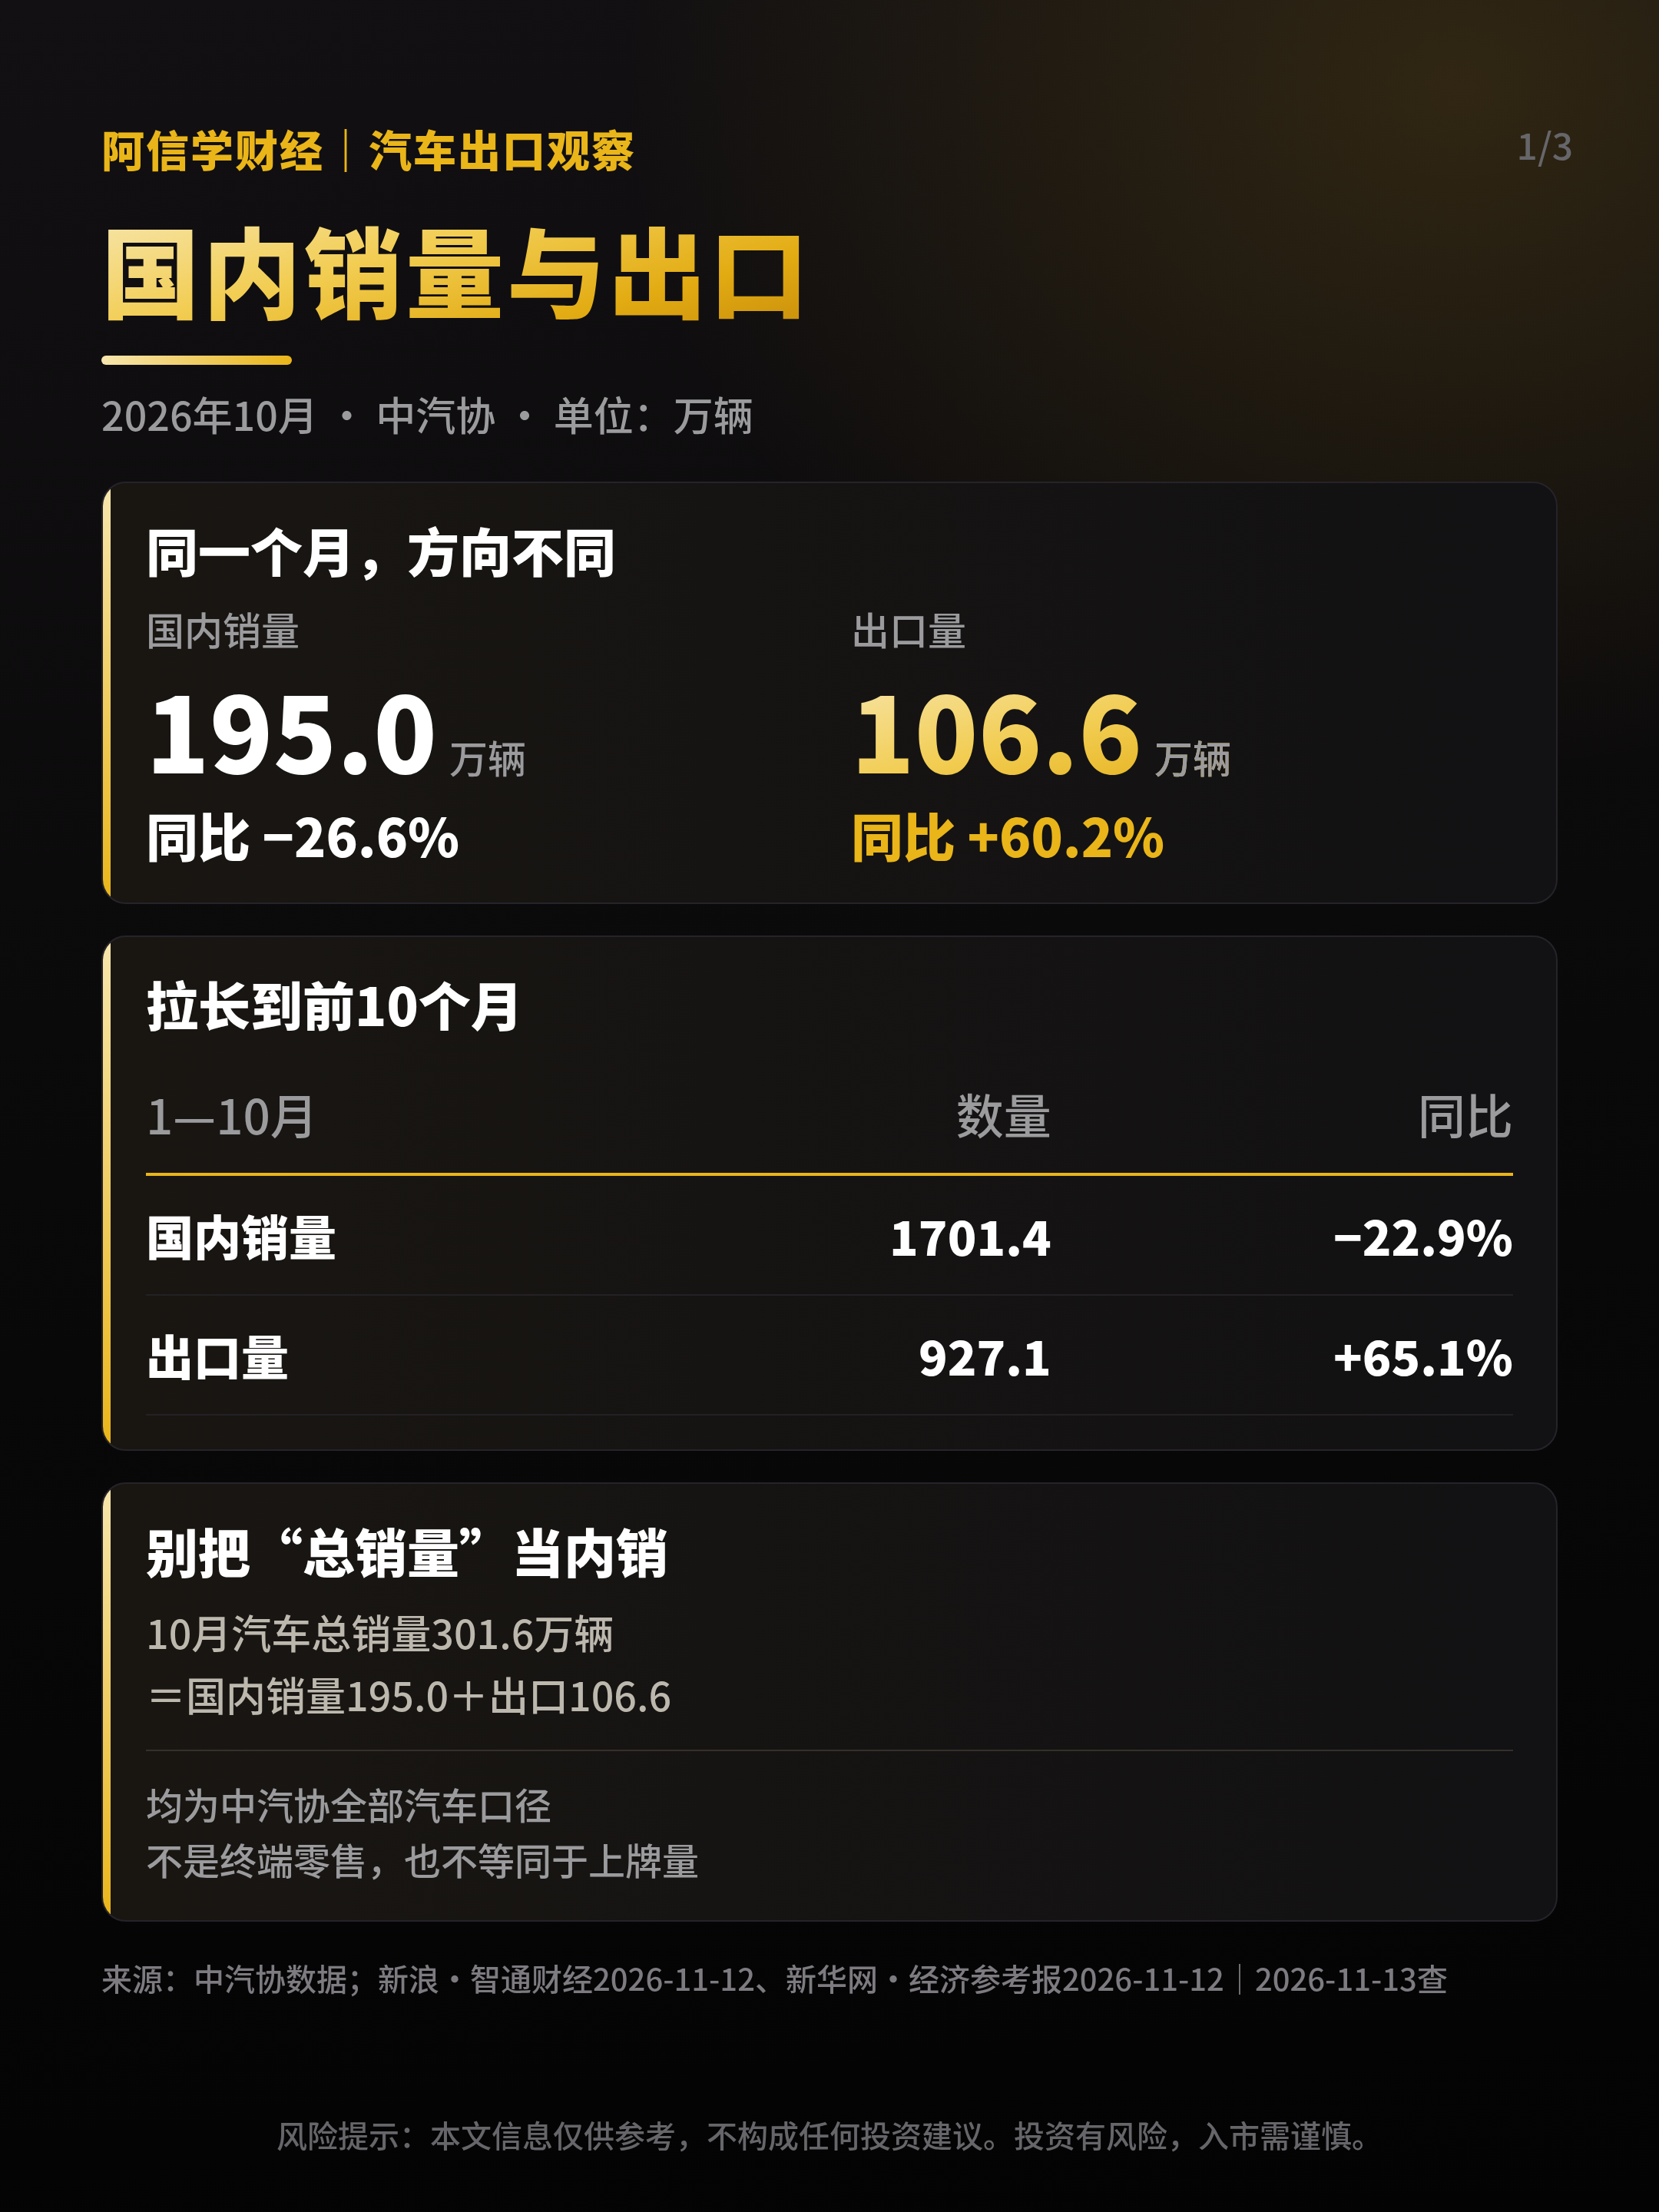 阿信学财经｜汽车出口观察
1/3
国内销量与出口
2026年10月 · 中汽协 · 单位：万辆
同一个月，方向不同
国内销量 出口量
195.0 万辆 106.6 万辆
同比 −26.6% 同比 +60.2%
拉长到前10个月
1—10月 数量 同比
国内销量 1701.4 −22.9%
出口量 927.1 +65.1%
别把“总销量”当内销
10月汽车总销量301.6万辆
＝国内销量195.0＋出口106.6
均为中汽协全部汽车口径
不是终端零售，也不等同于上牌量
来源：中汽协数据；新浪·智通财经2026-11-12、新华网·经济参考报2026-11-12｜2026-11-13查
风险提示：本文信息仅供参考，不构成任何投资建议。投资有风险，入市需谨慎。